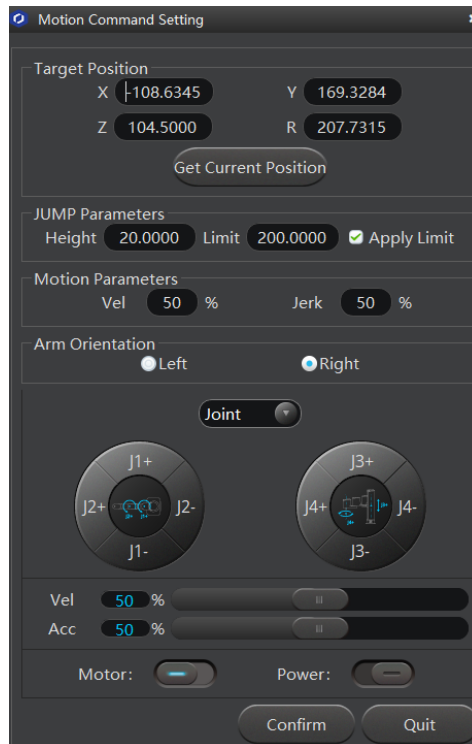 Motion Command Setting
Target Position
X -108.6345 Y 169.3284
Z 104.5000 R 207.7315
Get Current Position
JUMP Parameters
Height 20.0000 Limit 200.0000 Apply Limit
Motion Parameters
Vel 50 % Jerk 50 %
Arm Orientation
Left Right
Joint
J1+ J3+
J2+ J2- J4+ J4-
J1- J3-
Vel 50 %
Acc 50 %
Motor: Power:
Confirm Quit